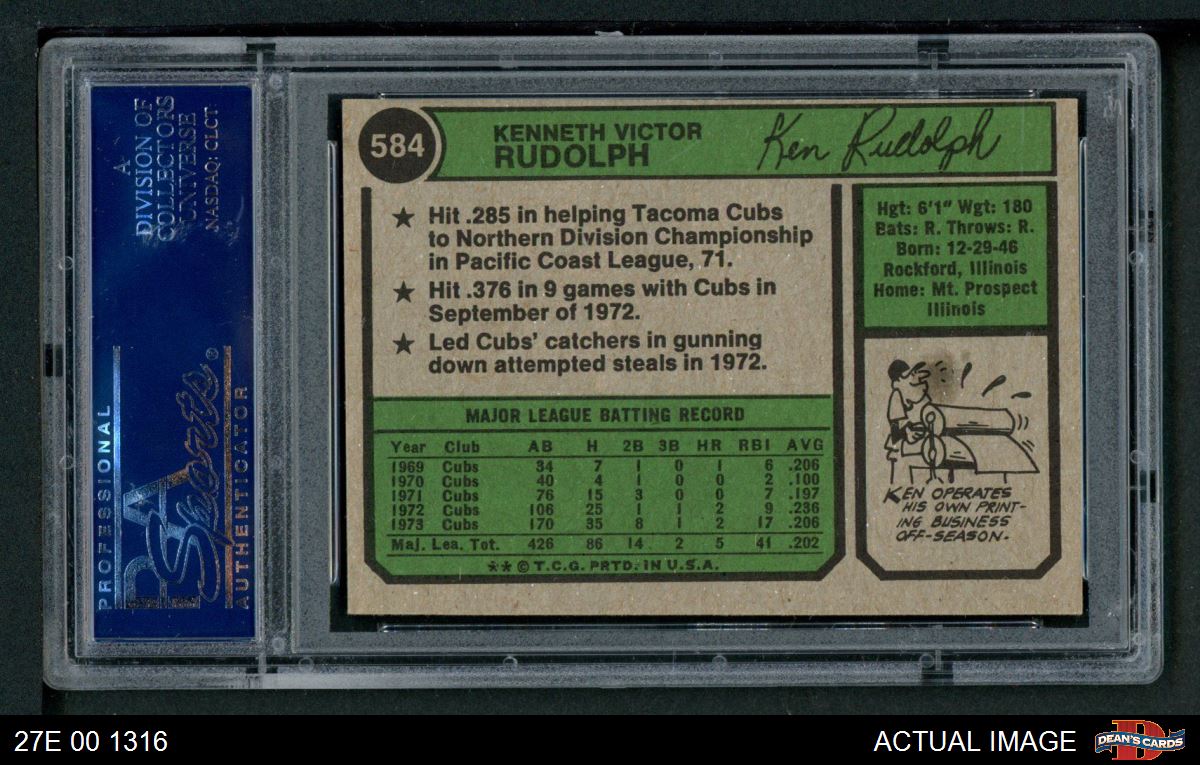 A
DIVISION OF
COLLECTORS
UNIVERSE
NASDAQ: CLCT
PROFESSIONAL
PSA
Sports®
AUTHENTICATOR
584
KENNETH VICTOR
RUDOLPH
Ken Rudolph
★ Hit .285 in helping Tacoma Cubs
to Northern Division Championship
in Pacific Coast League, 71.
★ Hit .376 in 9 games with Cubs in
September of 1972.
★ Led Cubs' catchers in gunning
down attempted steals in 1972.
Hgt: 6'1" Wgt: 180
Bats: R. Throws: R.
Born: 12-29-46
Rockford, Illinois
Home: Mt. Prospect
Illinois
MAJOR LEAGUE BATTING RECORD
Year Club AB H 2B 3B HR RBI AVG
1969 Cubs 34 7 1 0 1 6 .206
1970 Cubs 40 4 1 0 0 2 .100
1971 Cubs 76 15 3 0 0 7 .197
1972 Cubs 106 25 1 1 2 9 .236
1973 Cubs 170 35 8 1 2 17 .206
Maj. Lea. Tot. 426 86 14 2 5 41 .202
** © T.C.G. PRTD. IN U.S.A.
KEN OPERATES
HIS OWN PRINT-
ING BUSINESS
OFF-SEASON.
27E 00 1316
ACTUAL IMAGE
D
DEAN'S CARDS